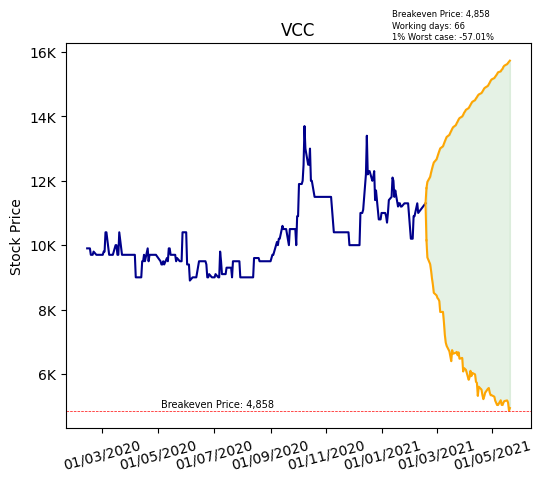 Breakeven Price: 4,858
Working days: 66
1% Worst case: -57.01%
VCC
Stock Price
16K
14K
12K
10K
8K
6K
Breakeven Price: 4,858
01/03/2020
01/05/2020
01/07/2020
01/09/2020
01/11/2020
01/01/2021
01/03/2021
01/05/2021